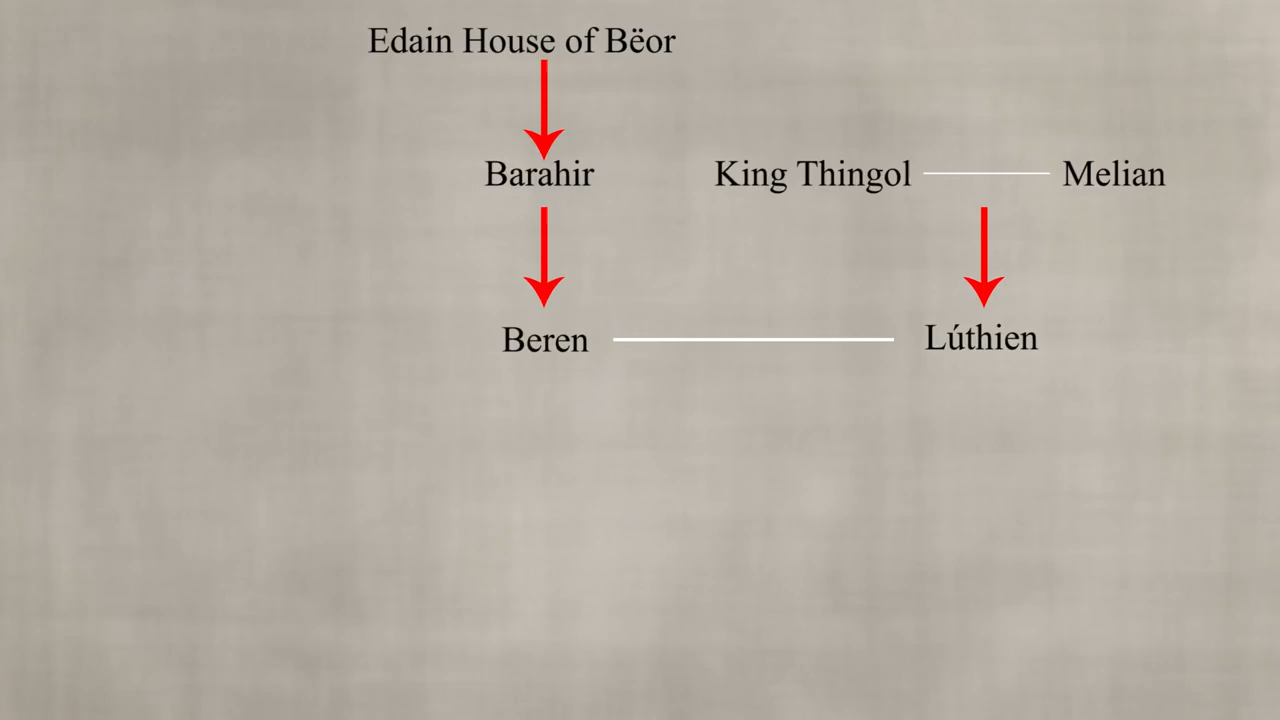 Edain House of Bëor
Barahir
King Thingol
Melian
Beren
Lúthien